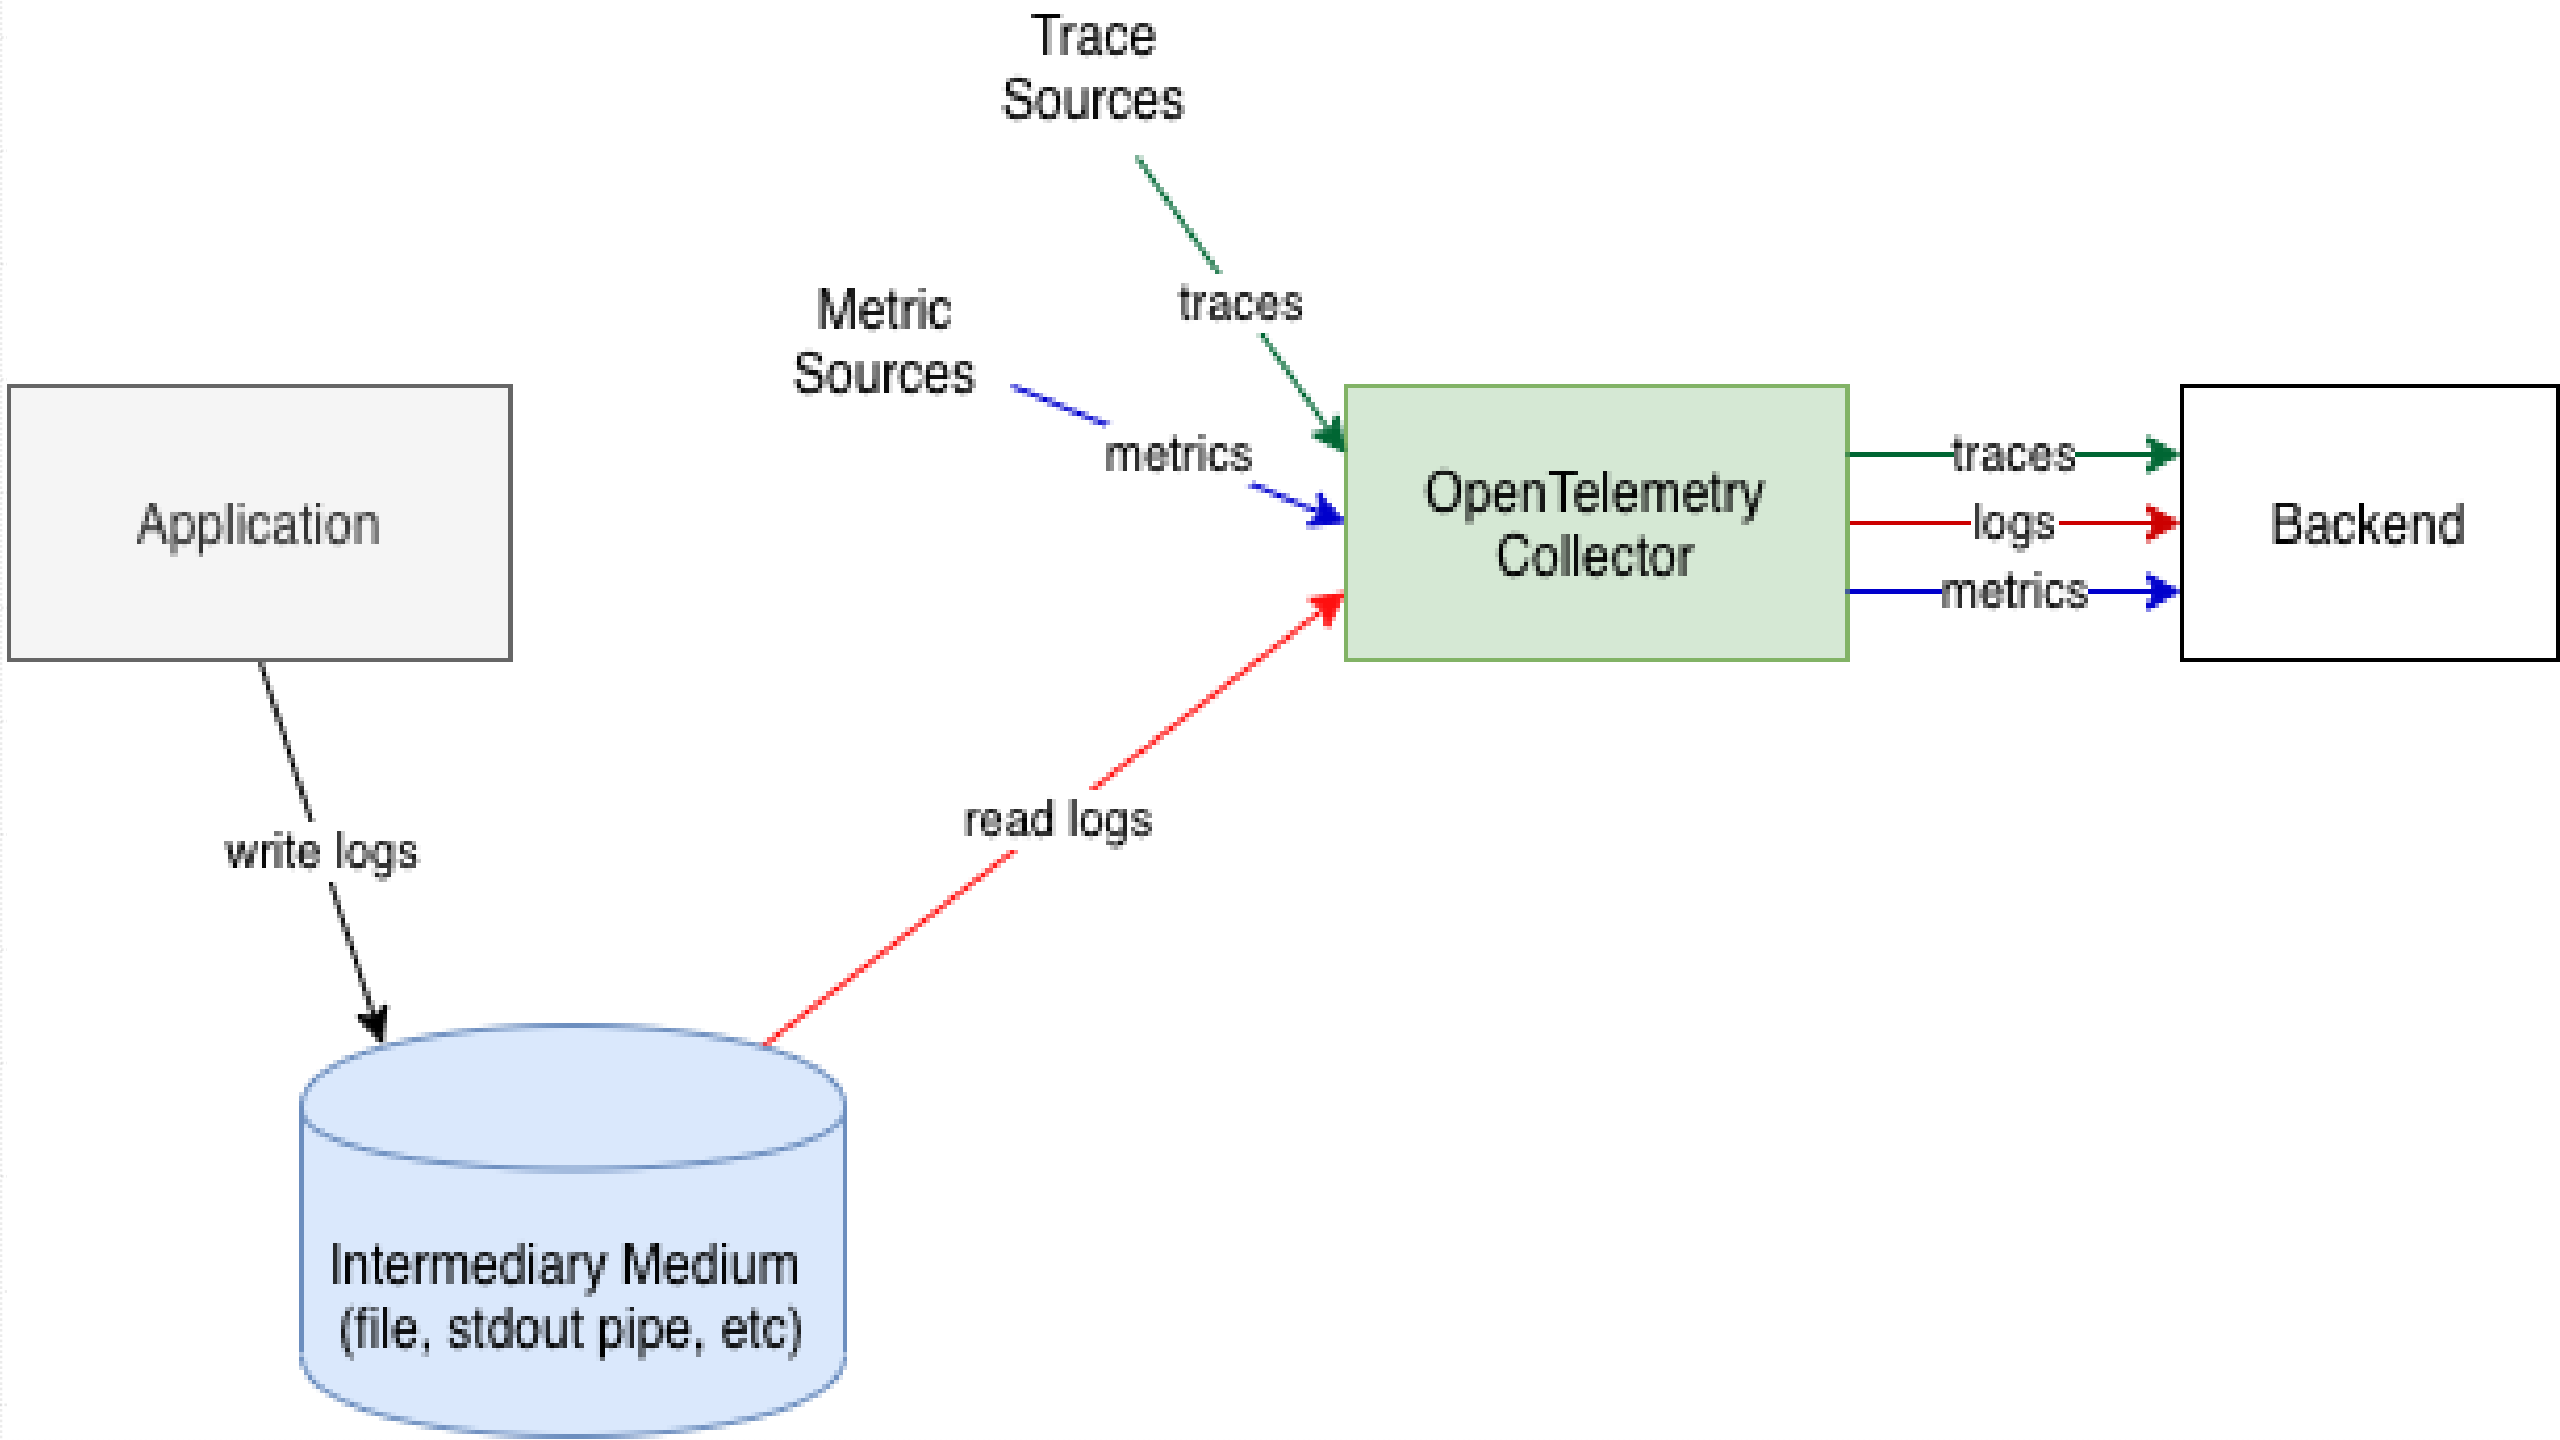 Trace
Sources
traces
Metric
Sources
metrics
Application
OpenTelemetry
Collector
traces
logs
metrics
Backend
write logs
read logs
Intermediary Medium
(file, stdout pipe, etc)